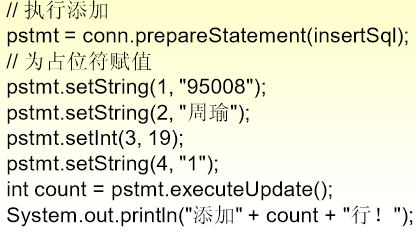 // 执行添加
pstmt = conn.prepareStatement(insertSql);
// 为占位符赋值
pstmt.setString(1, "95008");
pstmt.setString(2, "周瑜");
pstmt.setInt(3, 19);
pstmt.setString(4, "1");
int count = pstmt.executeUpdate();
System.out.println("添加" + count + "行！");